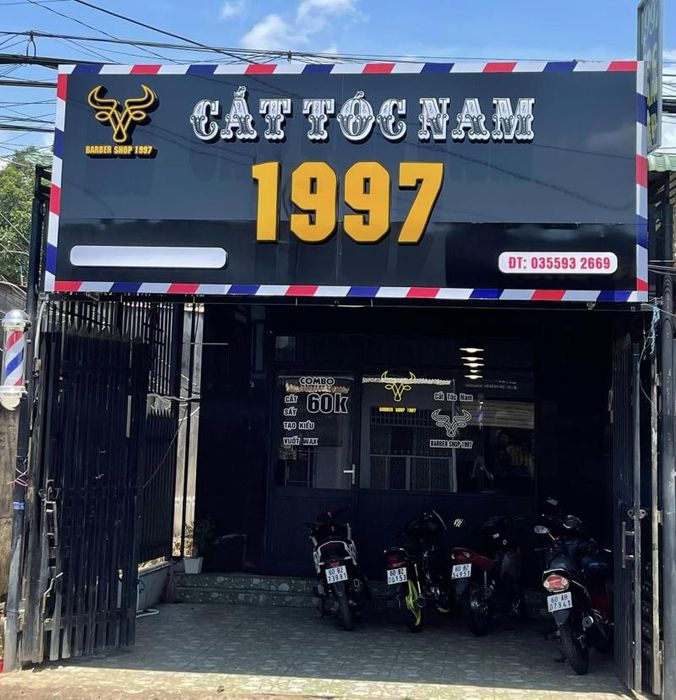 CẮT TÓC NAM
BARBER SHOP 1997
1997
ĐT: 035593 2669
COMBO
60k
CẮT
SẤY
TẠO KIỂU
VUỐT WAX
BARBER SHOP 1997
Cắt Tóc Nam
BARBER SHOP 1997